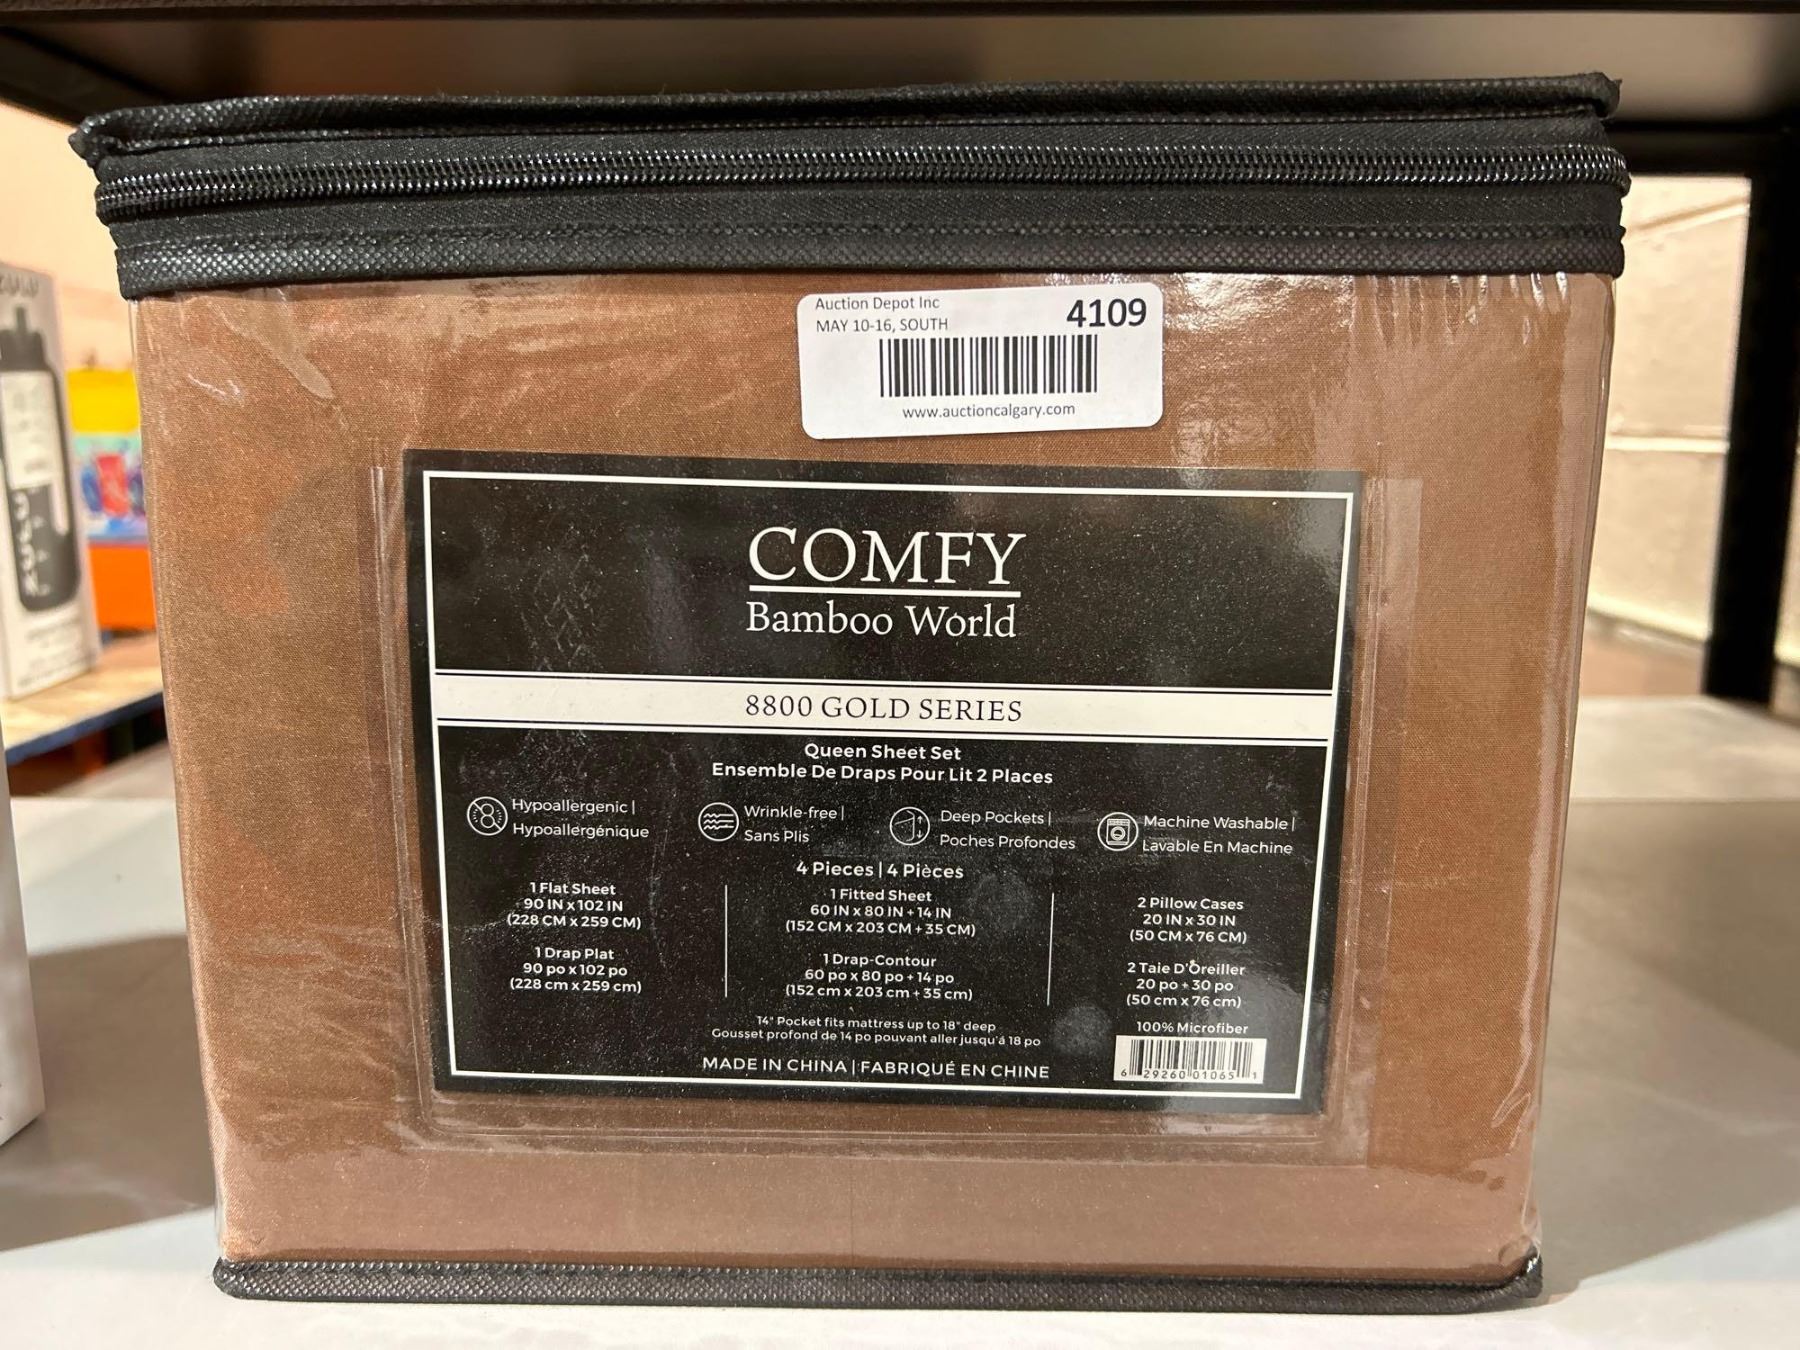 Auction Depot Inc
4109
MAY 10-16, SOUTH
www.auctioncalgary.com
COMFY
Bamboo World
8800 GOLD SERIES
Queen Sheet Set
Ensemble De Draps Pour Lit 2 Places
Hypoallergenic |
Hypoallergénique
Wrinkle-free |
Sans Plis
Deep Pockets |
Poches Profondes
Machine Washable |
Lavable En Machine
4 Pieces | 4 Pièces
1 Flat Sheet
90 IN x 102 IN
(228 CM x 259 CM)
1 Drap Plat
90 po x 102 po
(228 cm x 259 cm)
1 Fitted Sheet
60 IN x 80 IN + 14 IN
(152 CM x 203 CM + 35 CM)
1 Drap-Contour
60 po x 80 po + 14 po
(152 cm x 203 cm + 35 cm)
2 Pillow Cases
20 IN x 30 IN
(50 CM x 76 CM)
2 Taie D'Oreiller
20 po + 30 po
(50 cm x 76 cm)
14" Pocket fits mattress up to 18" deep
Gousset profond de 14 po pouvant aller jusqu'á 18 po
MADE IN CHINA | FABRIQUÉ EN CHINE
100% Microfiber
6 29260 01065 1